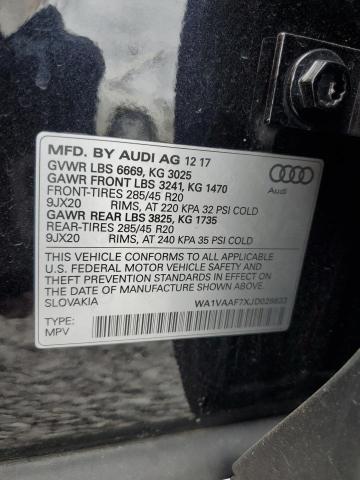 MFD. BY AUDI AG 12 17
GVWR LBS 6669, KG 3025
GAWR FRONT LBS 3241, KG 1470
FRONT-TIRES 285/45 R20
9JX20 RIMS, AT 220 KPA 32 PSI COLD
GAWR REAR LBS 3825, KG 1735
REAR-TIRES 285/45 R20
9JX20 RIMS, AT 240 KPA 35 PSI COLD
Audi
THIS VEHICLE CONFORMS TO ALL APPLICABLE
U.S. FEDERAL MOTOR VEHICLE SAFETY AND
THEFT PREVENTION STANDARDS IN EFFECT
ON THE DATE OF MANUFACTURE SHOWN ABOVE.
SLOVAKIA
TYPE:
MPV